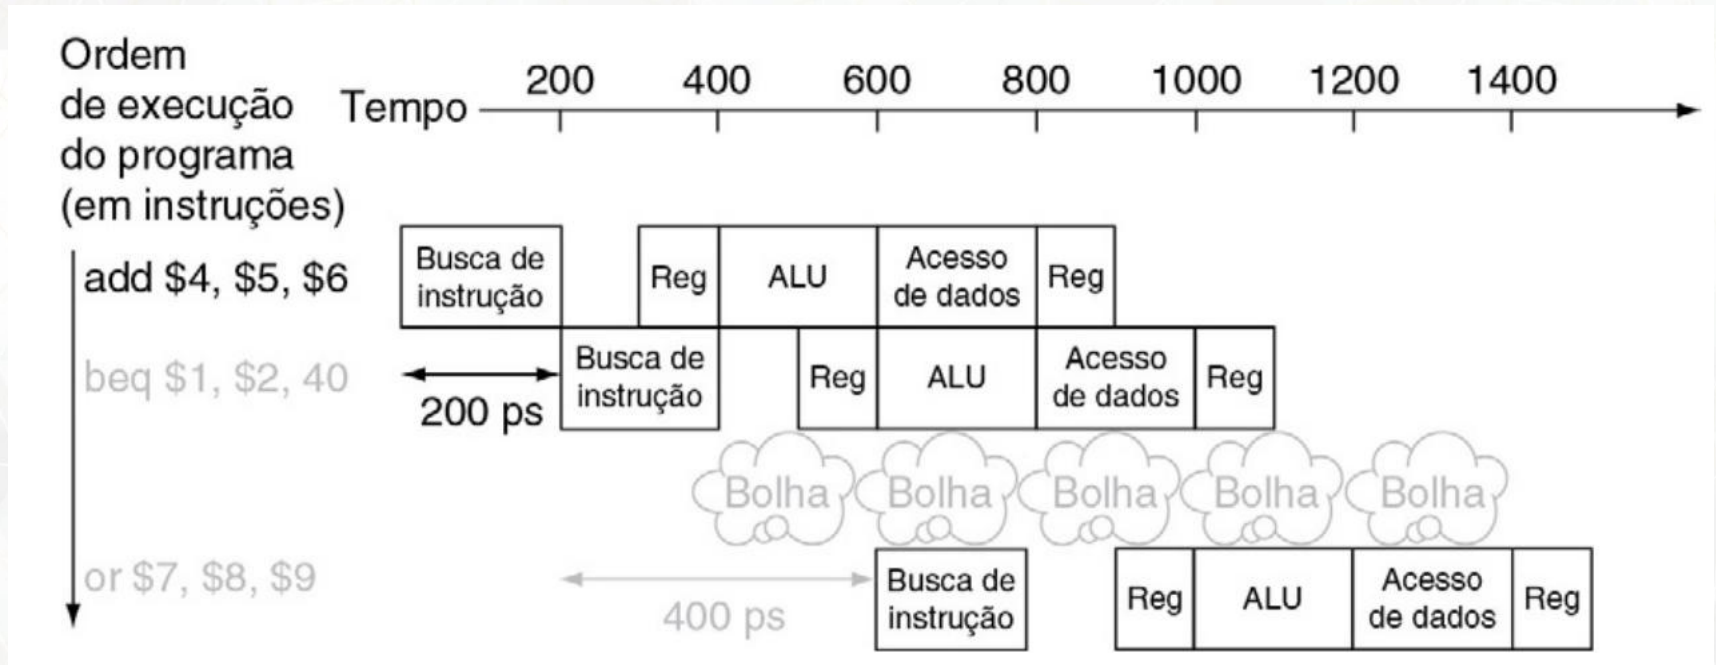 Ordem
de execução
do programa
(em instruções)
Tempo
200 400 600 800 1000 1200 1400
add $4, $5, $6
Busca de
instrução
Reg
ALU
Acesso
de dados
Reg
beq $1, $2, 40
200 ps
Busca de
instrução
Reg
ALU
Acesso
de dados
Reg
Bolha Bolha Bolha Bolha Bolha
or $7, $8, $9
400 ps
Busca de
instrução
Reg
ALU
Acesso
de dados
Reg